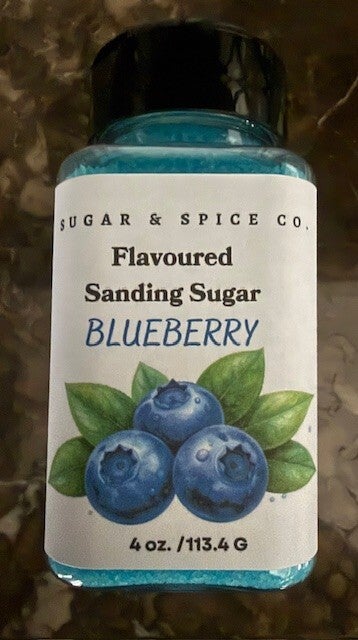 SUGAR & SPICE CO.
Flavoured
Sanding Sugar
BLUEBERRY
4 oz. /113.4 G